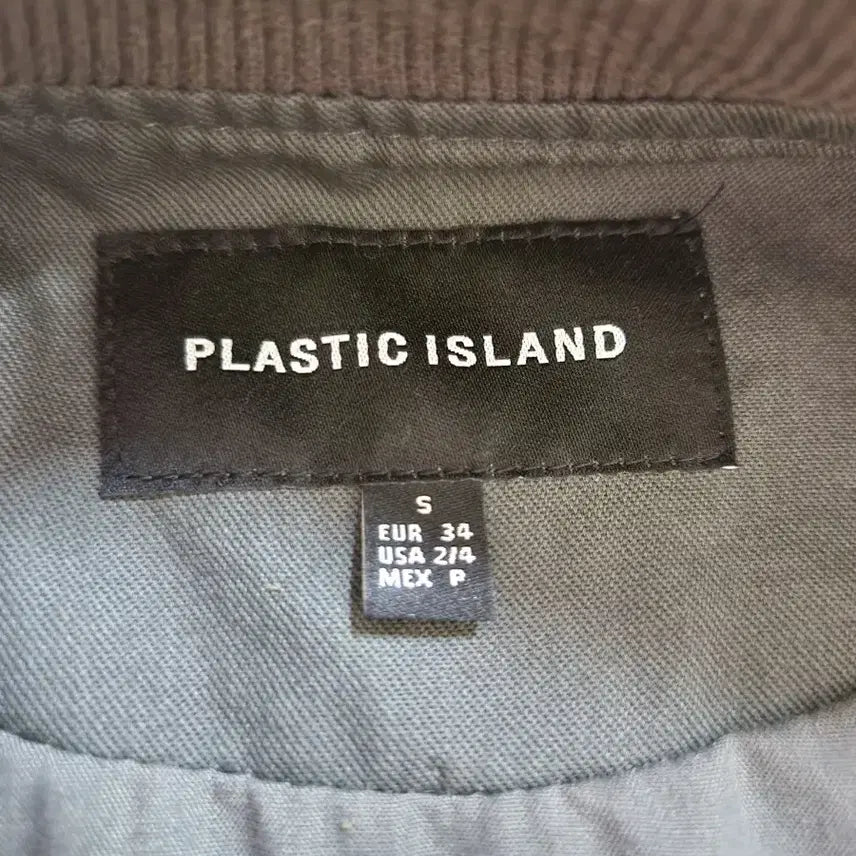 PLASTIC ISLAND
S
EUR 34
USA 2/4
MEX P